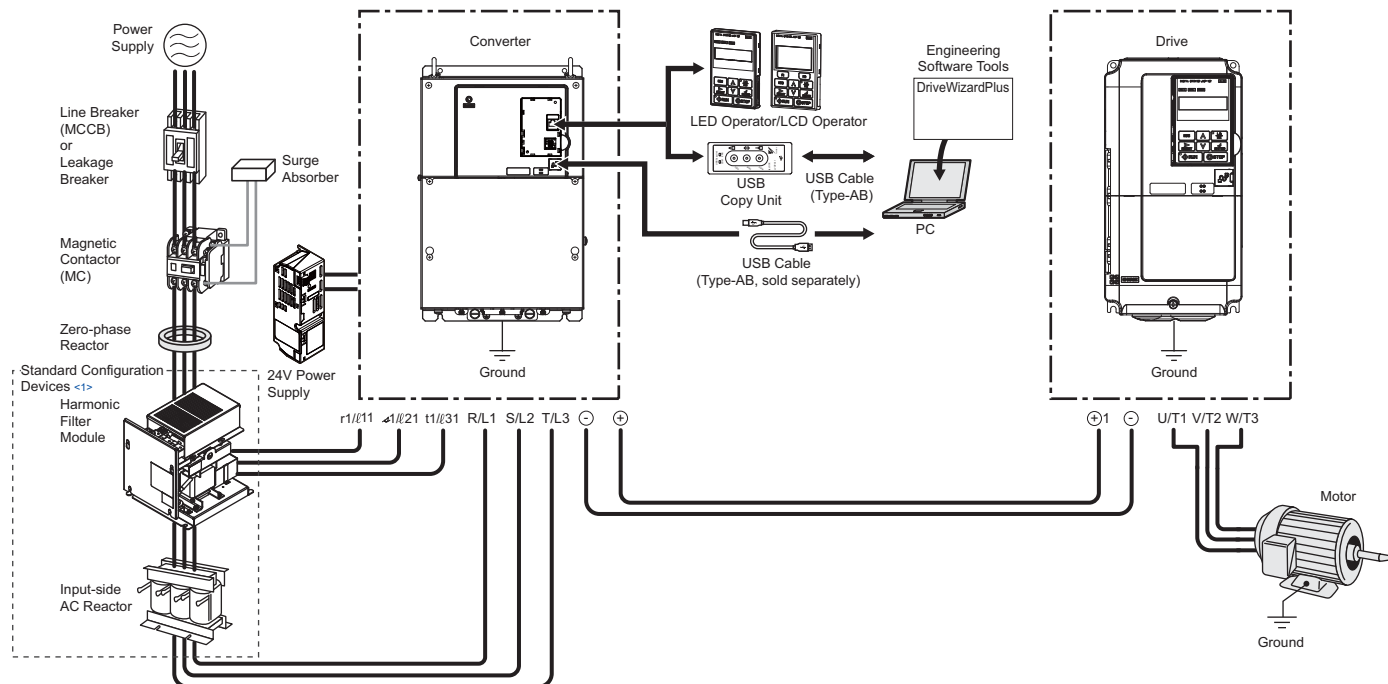 Power
Supply
Line Breaker
(MCCB)
or
Leakage
Breaker
Surge
Absorber
Magnetic
Contactor
(MC)
Zero-phase
Reactor
Standard Configuration
Devices <1>
Harmonic
Filter
Module
Input-side
AC Reactor
24V Power
Supply
Converter
Ground
LED Operator/LCD Operator
USB
Copy Unit
USB Cable
(Type-AB)
USB Cable
(Type-AB, sold separately)
Engineering
Software Tools
DriveWizardPlus
PC
Drive
Ground
r1/ℓ11 1/ℓ21 t1/ℓ31 R/L1 S/L2 T/L3 − +
+1 − U/T1 V/T2 W/T3
Motor
Ground